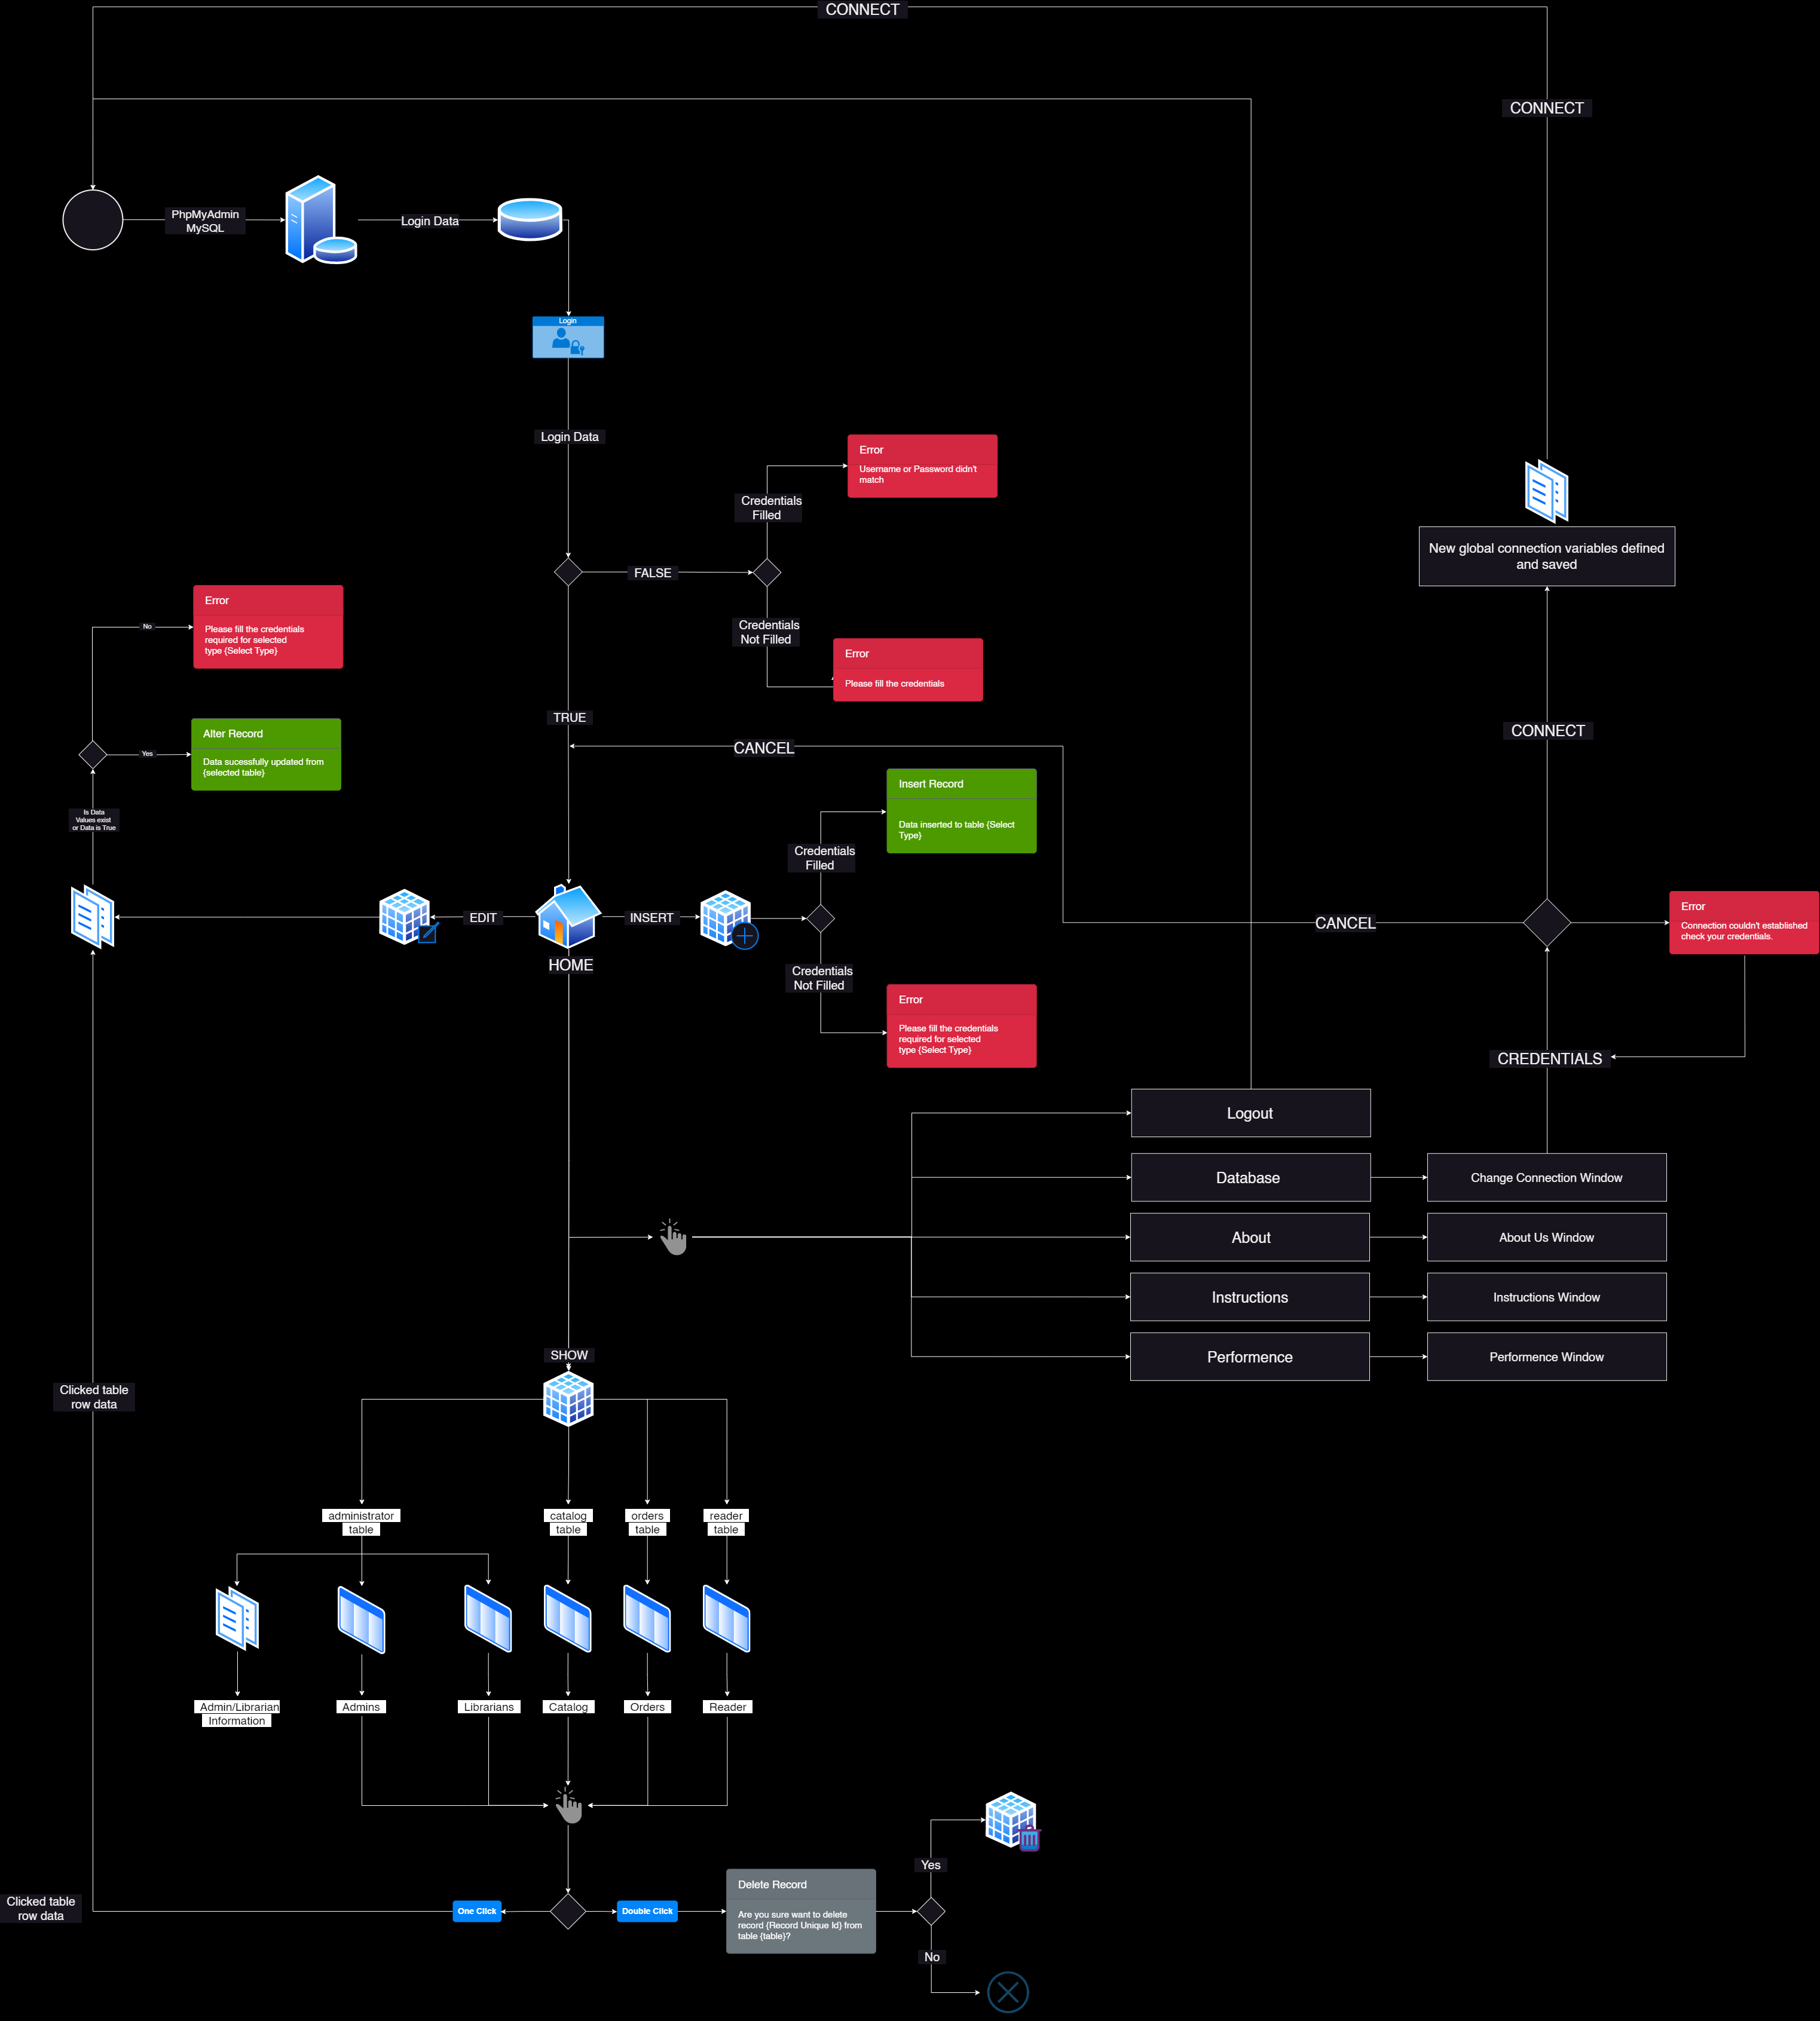 CONNECT
CONNECT
PhpMyAdmin
MySQL
Login Data
Login
Login Data
Error
Username or Password didn't
match
Credentials
Filled
New global connection variables defined
and saved
FALSE
Error
Please fill the credentials
required for selected
type {Select Type}
No
Credentials
Not Filled
Error
Please fill the credentials
TRUE
CONNECT
Alter Record
Data sucessfully updated from
{selected table}
Yes
CANCEL
Insert Record
Data inserted to table {Select
Type}
Is Data
Values exist
or Data is True
Credentials
Filled
EDIT
INSERT
HOME
CANCEL
Error
Connection couldn't established
check your credentials.
Credentials
Not Filled
Error
Please fill the credentials
required for selected
type {Select Type}
CREDENTIALS
Logout
Database
Change Connection Window
About
About Us Window
Instructions
Instructions Window
Performence
Performence Window
SHOW
Clicked table
row data
administrator
table
catalog
table
orders
table
reader
table
Admin/Librarian
Information
Admins
Librarians
Catalog
Orders
Reader
Yes
Clicked table
row data
One Click
Double Click
Delete Record
Are you sure want to delete
record {Record Unique Id} from
table {table}?
No